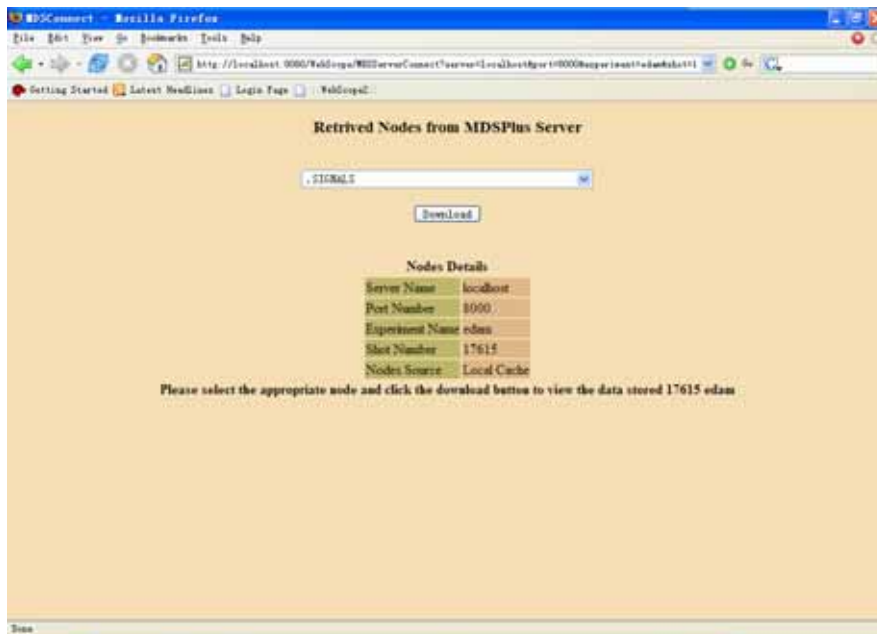 MDSConnect - Mozilla Firefox
File Edit View Go Bookmarks Tools Help
Getting Started Latest Headlines Login Page WebScope2
Retrived Nodes from MDSPlus Server
.SIGNALS
Download
Nodes Details
Server Name localhost
Port Number 8000
Experiment Name edam
Shot Number 17615
Nodes Source Local Cache
Please select the appropriate node and click the download button to view the data stored 17615 edam
Done